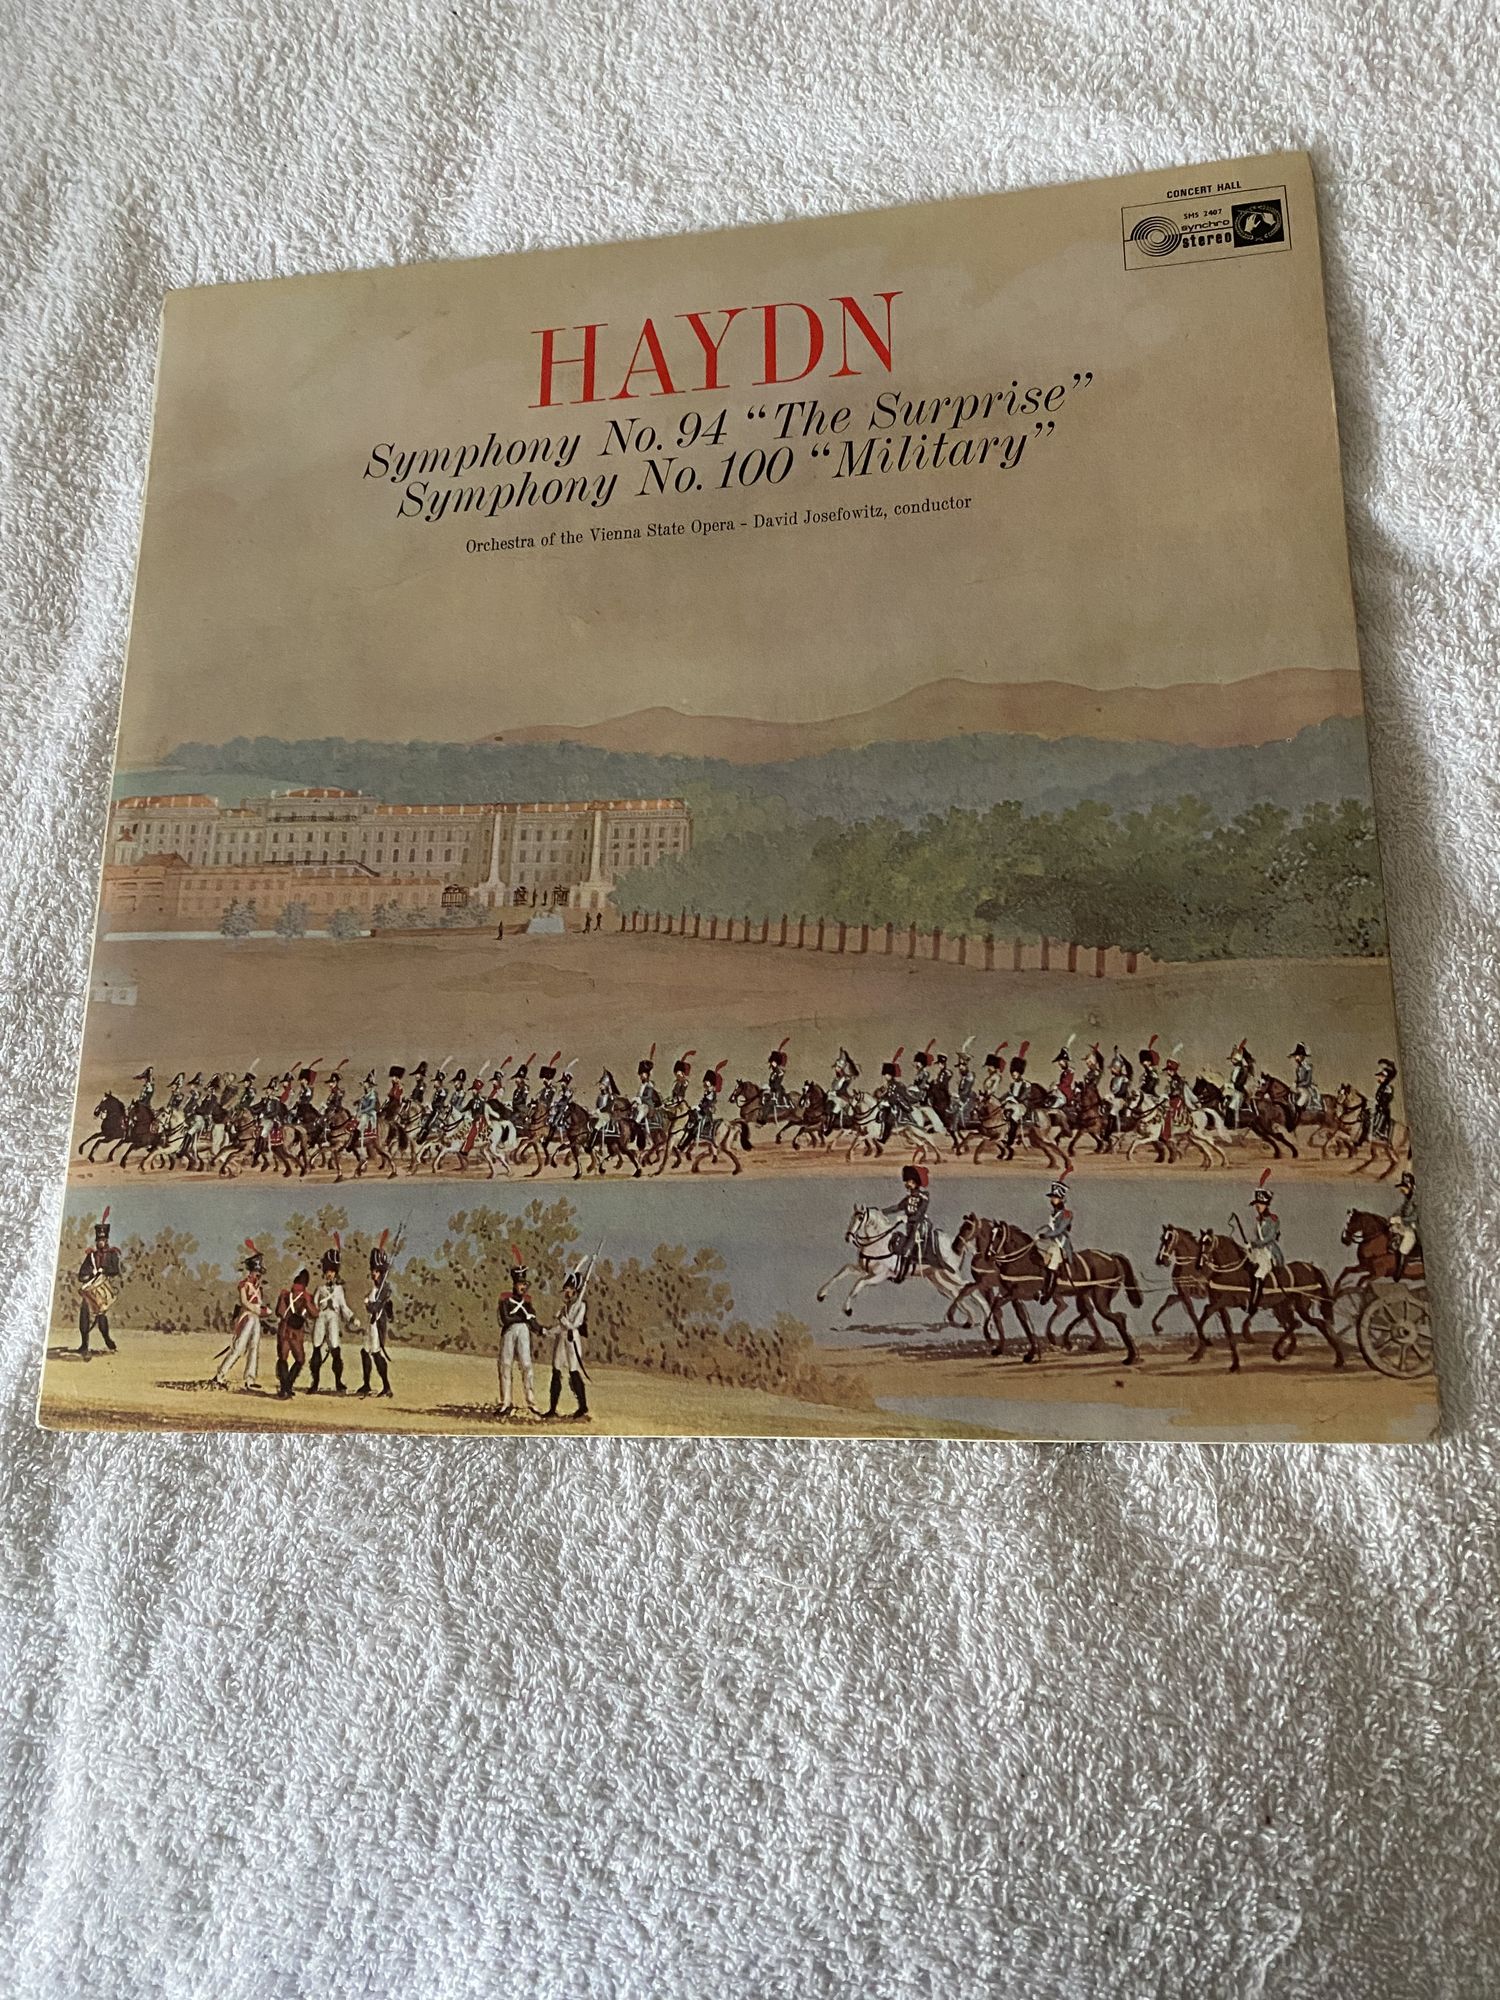 CONCERT HALL
SMS 2407
synchro
stereo
HAYDN
Symphony No. 94 “The Surprise”
Symphony No. 100 “Military”
Orchestra of the Vienna State Opera - David Josefowitz, conductor